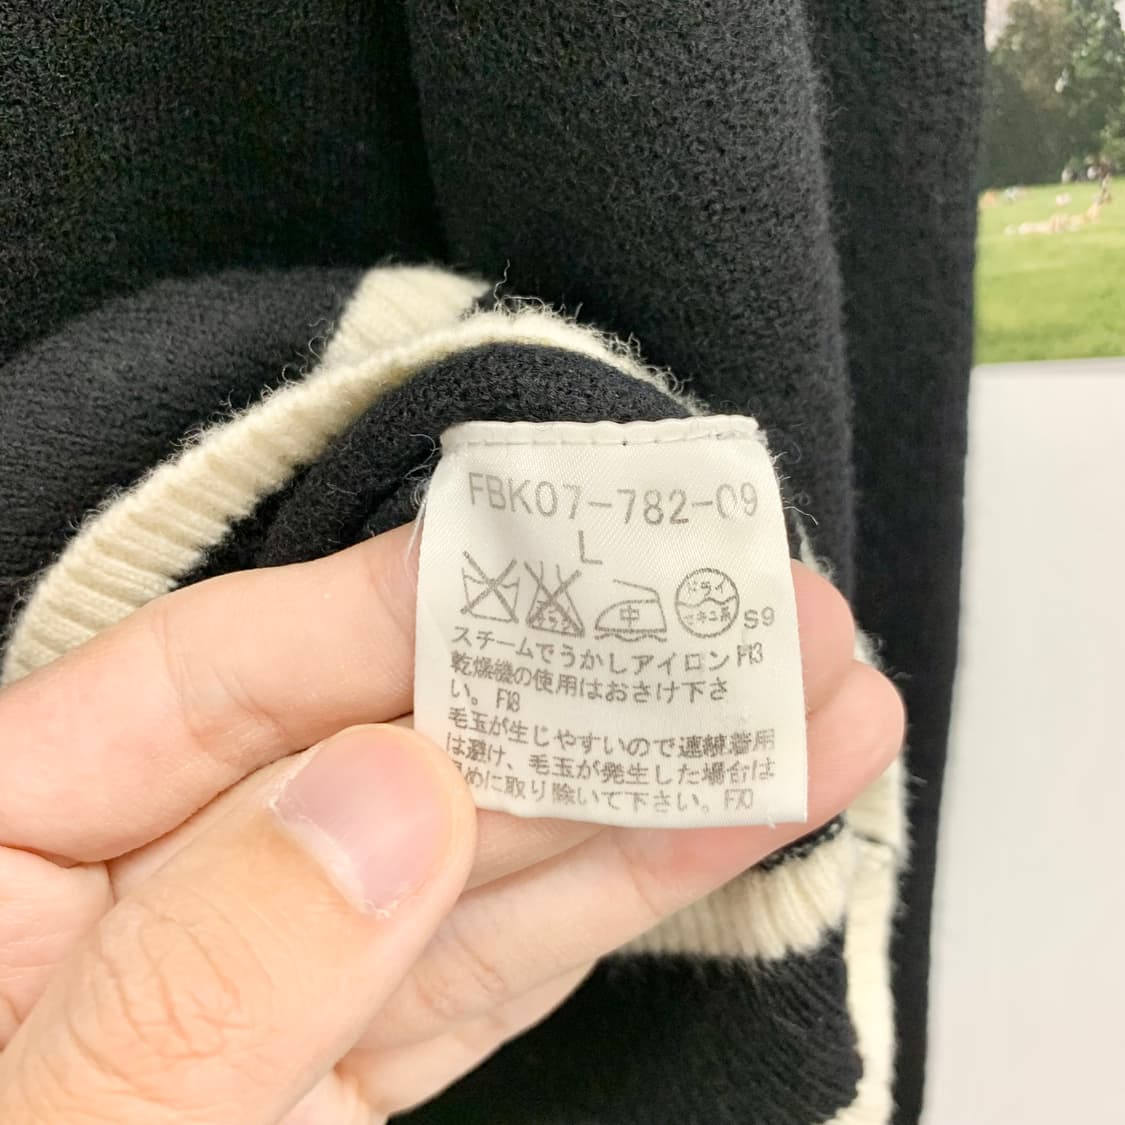 FBK07-782-09
L
中 ドライ セキユ系 S9
スチームでうかしアイロン F13
乾燥機の使用はおさけ下さ
い。 F18
毛玉が生じやすいので連続着用
は避け、毛玉が発生した場合は
早めに取り除いて下さい。F70